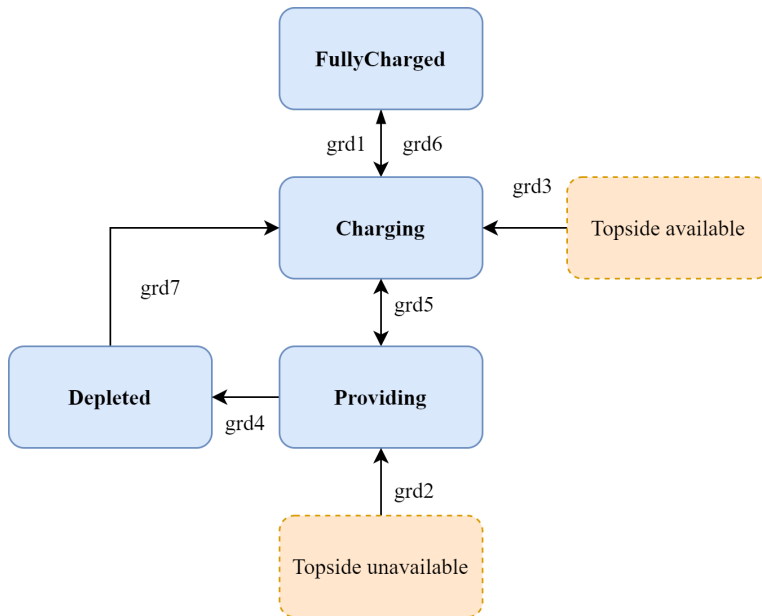 FullyCharged
grd1
grd6
grd3
Charging
Topside available
grd7
grd5
Depleted
Providing
grd4
grd2
Topside unavailable